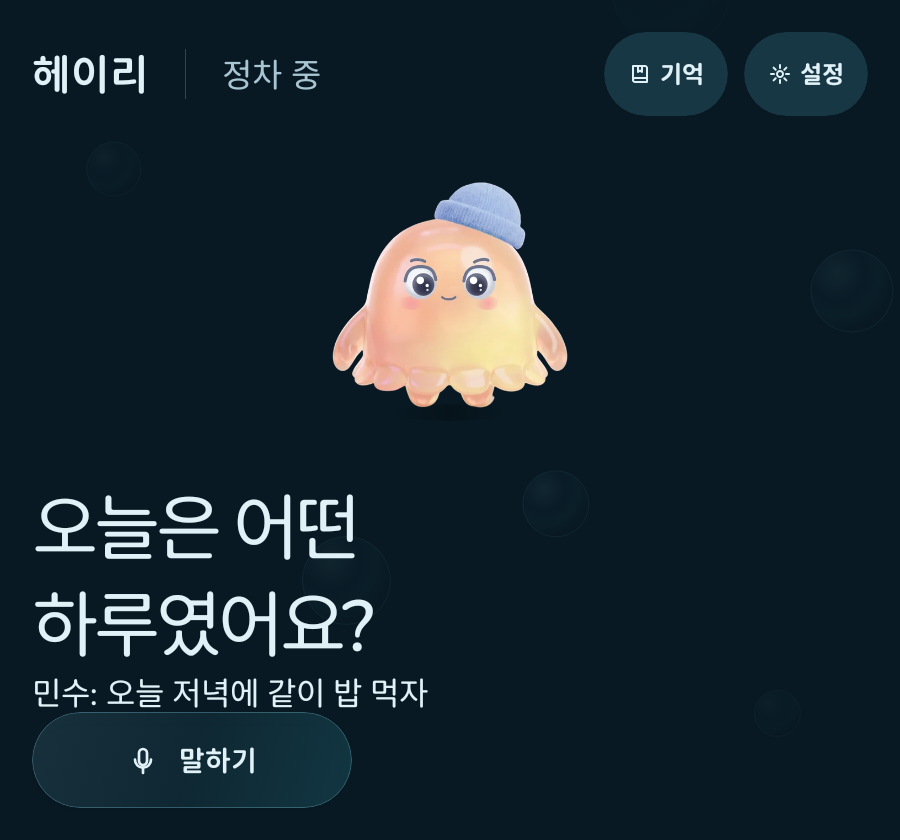 헤이리
정차 중
기억
설정
오늘은 어떤
하루였어요?
민수: 오늘 저녁에 같이 밥 먹자
말하기